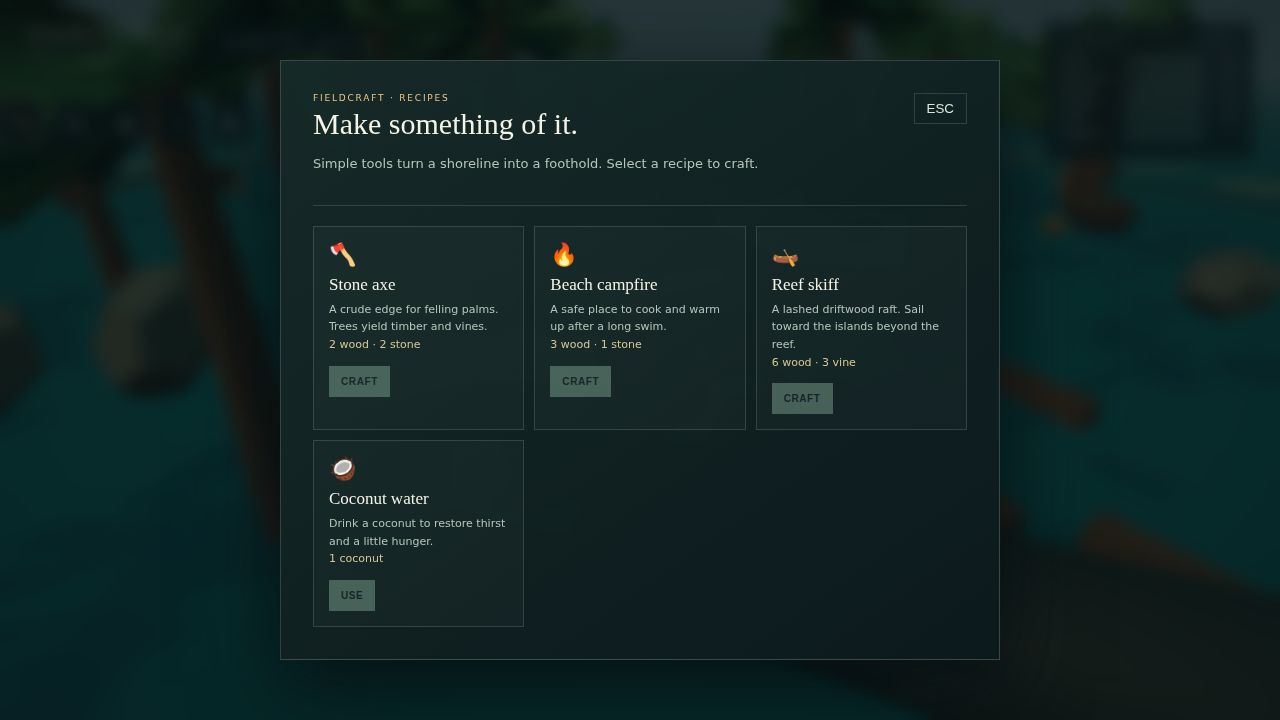 FIELDCRAFT · RECIPES
Make something of it.
ESC
Simple tools turn a shoreline into a foothold. Select a recipe to craft.
Stone axe
A crude edge for felling palms.
Trees yield timber and vines.
2 wood · 2 stone
CRAFT
Beach campfire
A safe place to cook and warm
up after a long swim.
3 wood · 1 stone
CRAFT
Reef skiff
A lashed driftwood raft. Sail
toward the islands beyond the
reef.
6 wood · 3 vine
CRAFT
Coconut water
Drink a coconut to restore thirst
and a little hunger.
1 coconut
USE